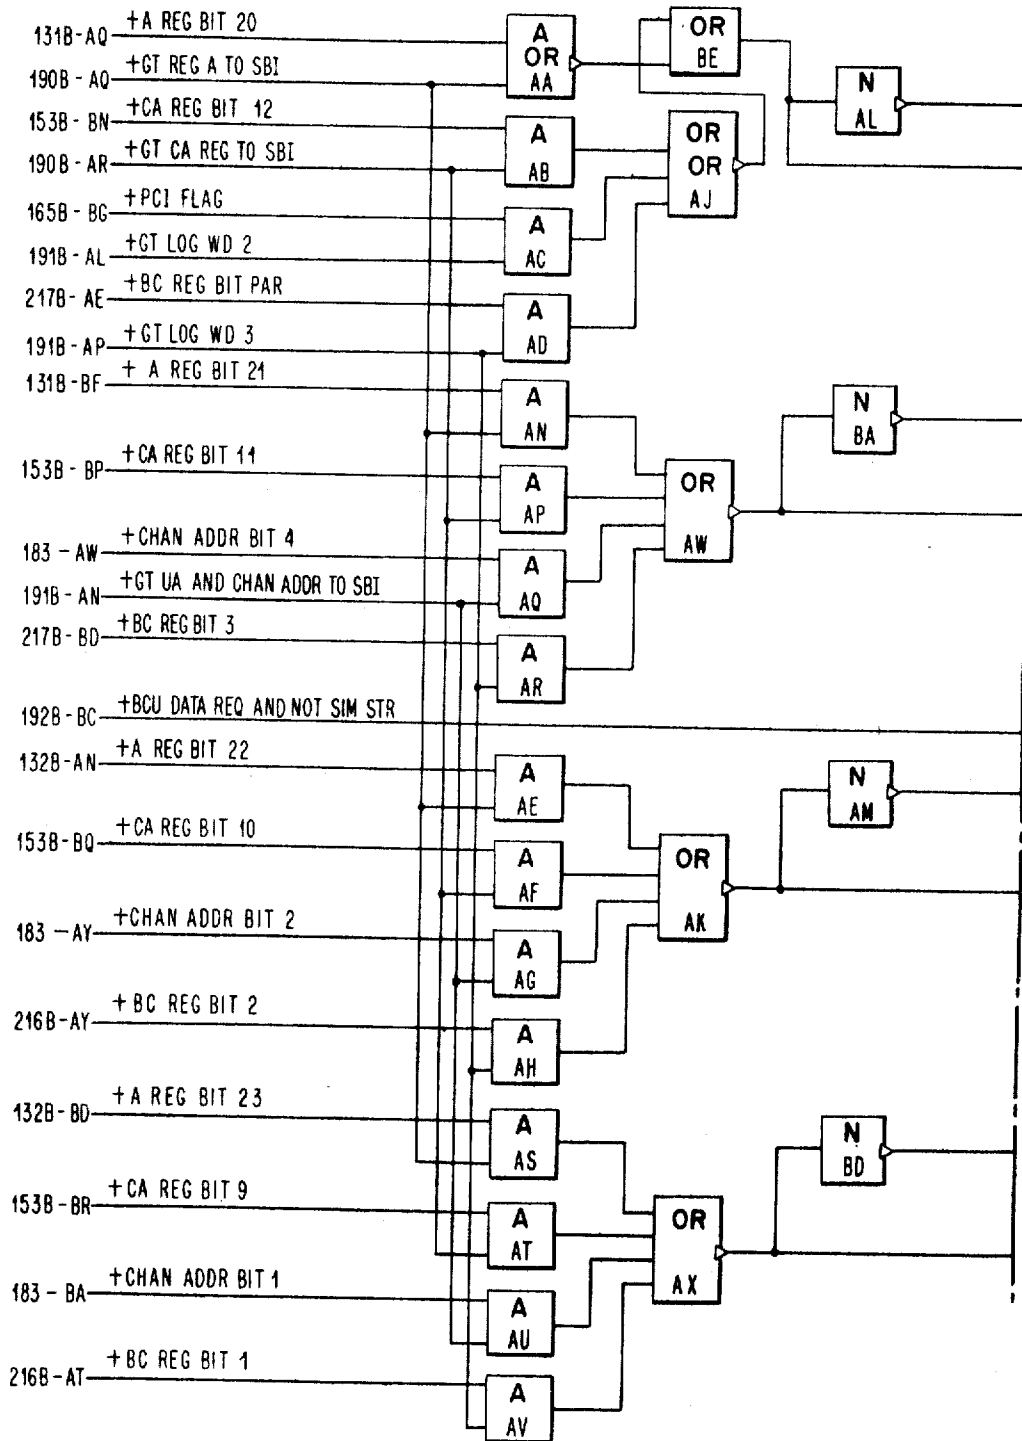 131B-AQ +A REG BIT 20
190B-AQ +GT REG A TO SBI
153B-BN +CA REG BIT 12
190B-AR +GT CA REG TO SBI
165B-BG +PCI FLAG
191B-AL +GT LOG WD 2
217B-AE +BC REG BIT PAR
191B-AP +GT LOG WD 3
131B-BF + A REG BIT 21
153B-BP +CA REG BIT 11
183-AW +CHAN ADDR BIT 4
191B-AN +GT UA AND CHAN ADDR TO SBI
217B-BD +BC REG BIT 3
192B-BC +BCU DATA REQ AND NOT SIM STR
132B-AN +A REG BIT 22
153B-BQ +CA REG BIT 10
183-AY +CHAN ADDR BIT 2
216B-AY +BC REG BIT 2
132B-BD +A REG BIT 23
153B-BR +CA REG BIT 9
183-BA +CHAN ADDR BIT 1
216B-AT +BC REG BIT 1
A
OR
AA
A
AB
A
AC
A
AD
A
AN
A
AP
A
AQ
A
AR
A
AE
A
AF
A
AG
A
AH
A
AS
A
AT
A
AU
A
AV
OR
BE
OR
OR
AJ
OR
AW
OR
AK
OR
AX
N
AL
N
BA
N
AM
N
BD